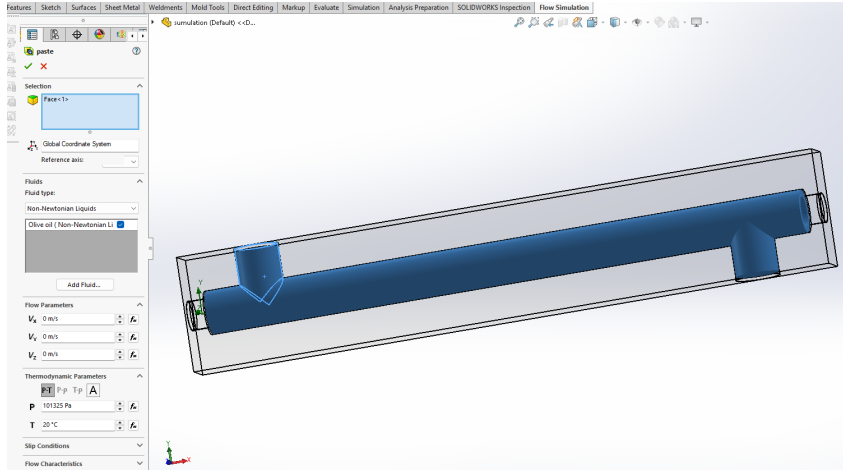 Features Sketch Surfaces Sheet Metal Weldments Mold Tools Direct Editing Markup Evaluate Simulation Analysis Preparation SOLIDWORKS Inspection Flow Simulation
sumulation (Default) <<D...
paste
Selection
Face<1>
Global Coordinate System
Reference axis:
Fluids
Fluid type:
Non-Newtonian Liquids
Olive oil ( Non-Newtonian Li
Add Fluid...
Flow Parameters
Vx 0 m/s
Vy 0 m/s
Vz 0 m/s
Thermodynamic Parameters
P-T P-ρ T-ρ A
P 101325 Pa
T 20 °C
Slip Conditions
Flow Characteristics
Y
Y
X